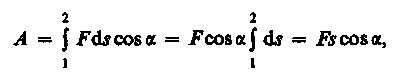 A = ∫₁² F ds cos α = F cos α ∫₁² ds = Fs cos α,